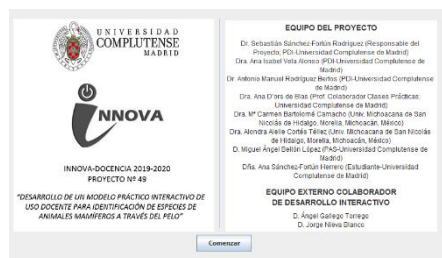 UNIVERSIDAD
COMPLUTENSE
MADRID
INNOVA
INNOVA-DOCENCIA 2019-2020
PROYECTO Nº 49
"DESARROLLO DE UN MODELO PRÁCTICO INTERACTIVO DE
USO DOCENTE PARA IDENTIFICACIÓN DE ESPECIES DE
ANIMALES MAMÍFEROS A TRAVÉS DEL PELO"
EQUIPO DEL PROYECTO
Dr. Sebastián Sánchez-Fortún Rodríguez (Responsable del
Proyecto; PDI-Universidad Complutense de Madrid)
Dra. Ana Isabel Vela Alonso (PDI-Universidad Complutense de
Madrid)
Dr. Antonio Manuel Rodríguez Bertos (PDI-Universidad Complutense
de Madrid)
Dra. Ana D'ors de Blas (Prof. Colaborador Clases Prácticas;
Universidad Complutense de Madrid)
Dra. Mª Carmen Bartolomé Camacho (Univ. Michoacana de San
Nicolás de Hidalgo, Morelia, Michoacán, México)
Dra. Alondra Aielle Cortés Téllez (Univ. Michoacana de San Nicolás
de Hidalgo, Morelia, Michoacán, México)
D. Miguel Ángel Bellón López (PAS-Universidad Complutense de
Madrid)
Dña. Ana Sánchez-Fortún Herrero (Estudiante-Universidad
Complutense de Madrid)
EQUIPO EXTERNO COLABORADOR
DE DESARROLLO INTERACTIVO
D. Ángel Gallego Torrego
D. Jorge Nieva Blanco
Comenzar